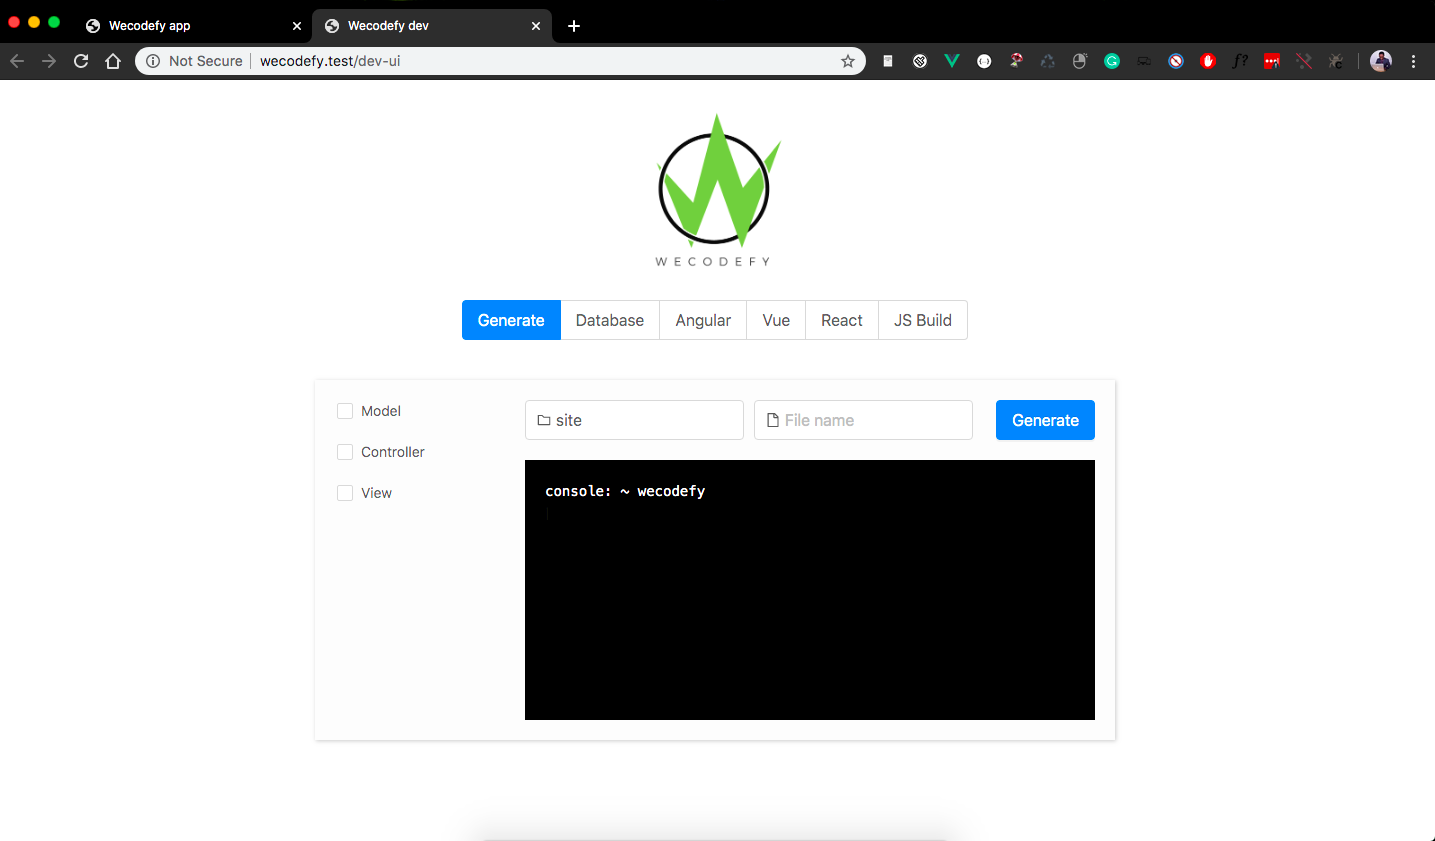 Wecodefy app
Wecodefy dev
Not Secure
wecodefy.test/dev-ui
WECODEFY
Generate
Database
Angular
Vue
React
JS Build
Model
Controller
View
site
File name
Generate
console: ~ wecodefy